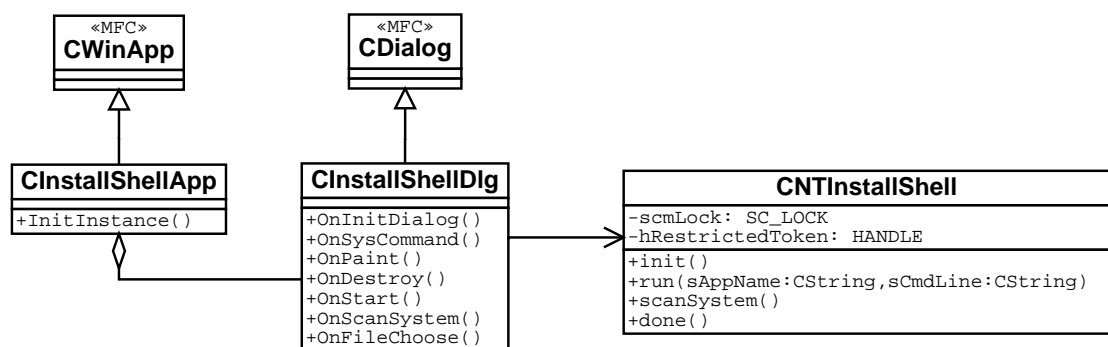 «MFC»
CWinApp
«MFC»
CDialog
CInstallShellApp
+InitInstance()
CInstallShellDlg
+OnInitDialog()
+OnSysCommand()
+OnPaint()
+OnDestroy()
+OnStart()
+OnScanSystem()
+OnFileChoose()
CNTInstallShell
-scmLock: SC_LOCK
-hRestrictedToken: HANDLE
+init()
+run(sAppName:CString,sCmdLine:CString)
+scanSystem()
+done()